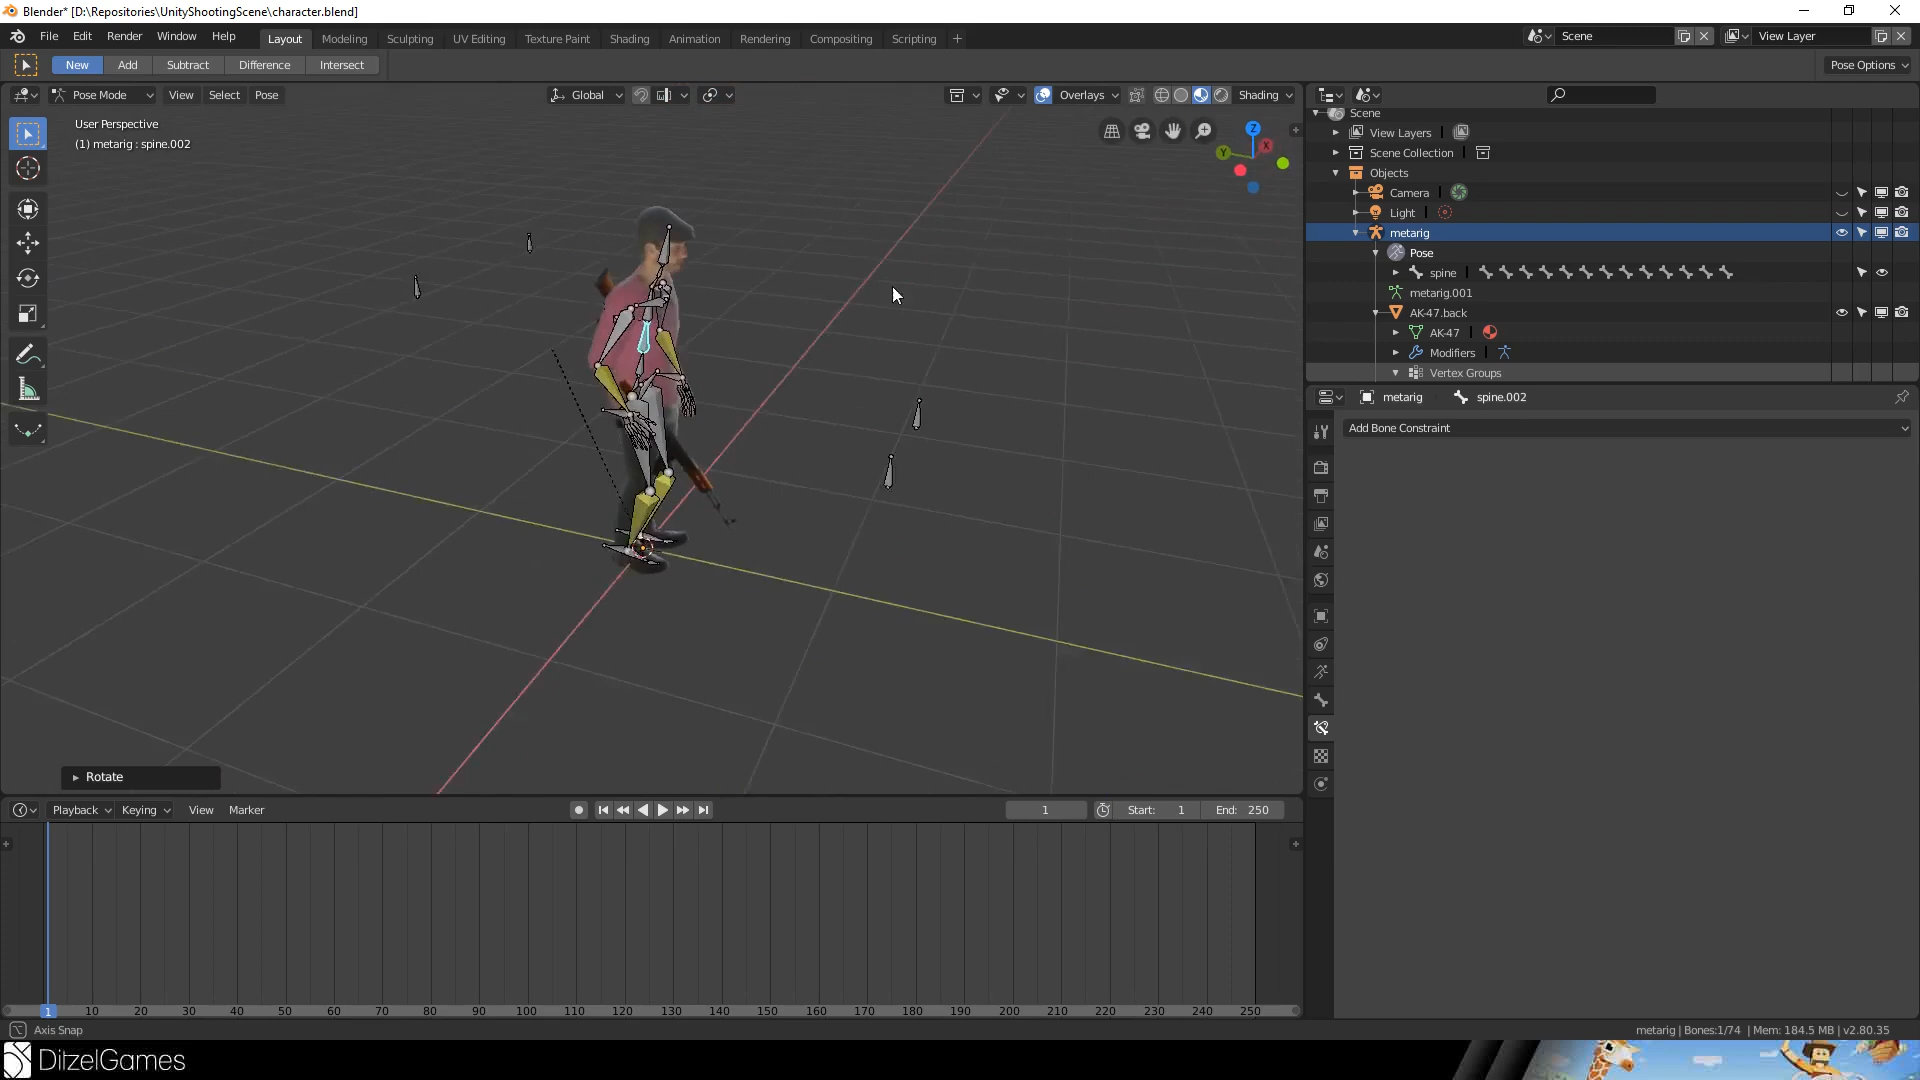 Blender* [D:\Repositories\UnityShootingScene\character.blend]
File Edit Render Window Help Layout Modeling Sculpting UV Editing Texture Paint Shading Animation Rendering Compositing Scripting + Scene View Layer
New Add Subtract Difference Intersect Pose Options
Pose Mode View Select Pose Global Overlays Shading
User Perspective
(1) metarig : spine.002
Z
Y
X
Scene
View Layers
Scene Collection
Objects
Camera
Light
metarig
Pose
spine
metarig.001
AK-47.back
AK-47
Modifiers
Vertex Groups
metarig spine.002
Add Bone Constraint
Rotate
Playback Keying View Marker 1 Start: 1 End: 250
1 10 20 30 40 50 60 70 80 90 100 110 120 130 140 150 160 170 180 190 200 210 220 230 240 250
Axis Snap metarig | Bones:1/74 | Mem: 184.5 MB | v2.80.35
DitzelGames